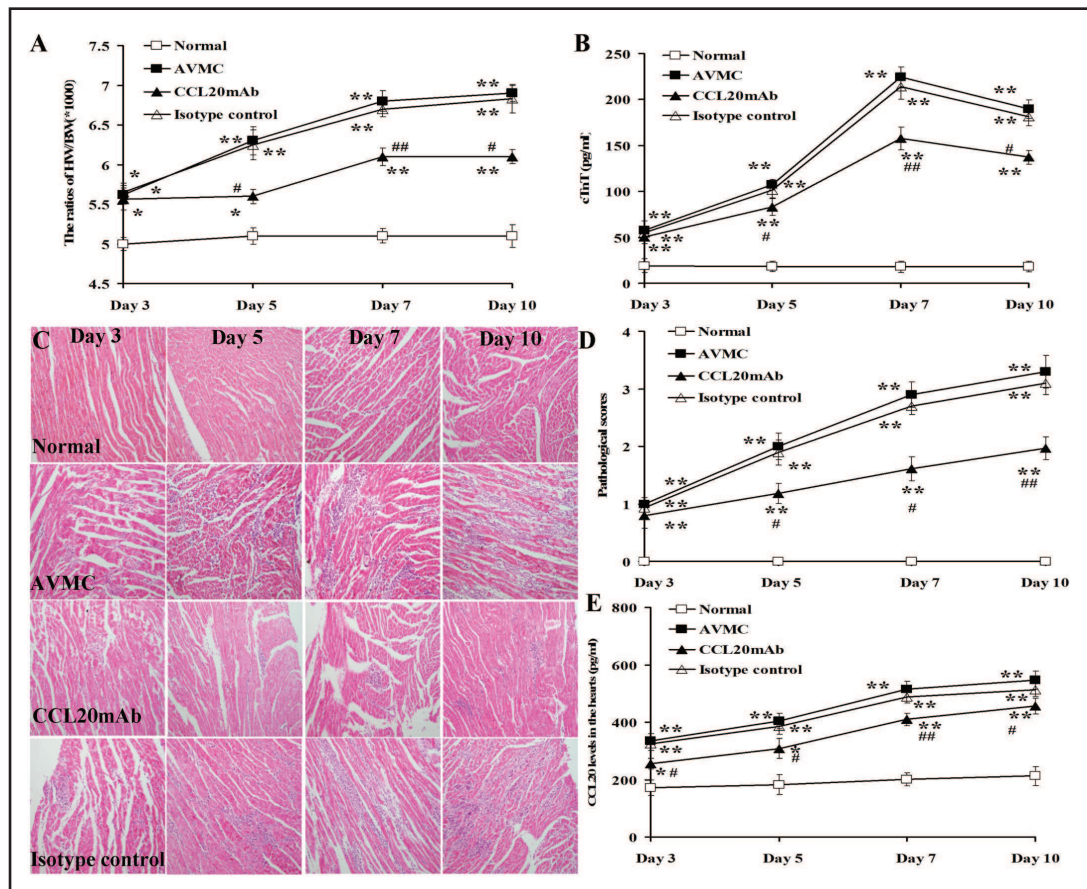 A
Normal
AVMC
CCL20mAb
Isotype control
The ratios of HW/BW(*1000)
7.5
7
6.5
6
5.5
5
4.5
* * *
** ** # *
** ** ## **
** ** # **
Day 3 Day 5 Day 7 Day 10
B
Normal
AVMC
CCL20mAb
Isotype control
cTnT (pg/ml)
250
200
150
100
50
0
** ** **
** ** ** #
** ** ** ##
** ** # **
Day 3 Day 5 Day 7 Day 10
C
Day 3 Day 5 Day 7 Day 10
Normal
AVMC
CCL20mAb
Isotype control
D
Normal
AVMC
CCL20mAb
Isotype control
Pathological scores
4
3
2
1
0
** ** **
** ** ** #
** ** ** #
** ** ** ##
Day 3 Day 5 Day 7 Day 10
E
Normal
AVMC
CCL20mAb
Isotype control
CCL20 levels in the hearts (pg/ml)
800
600
400
200
0
** ** * #
** ** * #
** ** ** ##
** ** ** #
Day 3 Day 5 Day 7 Day 10